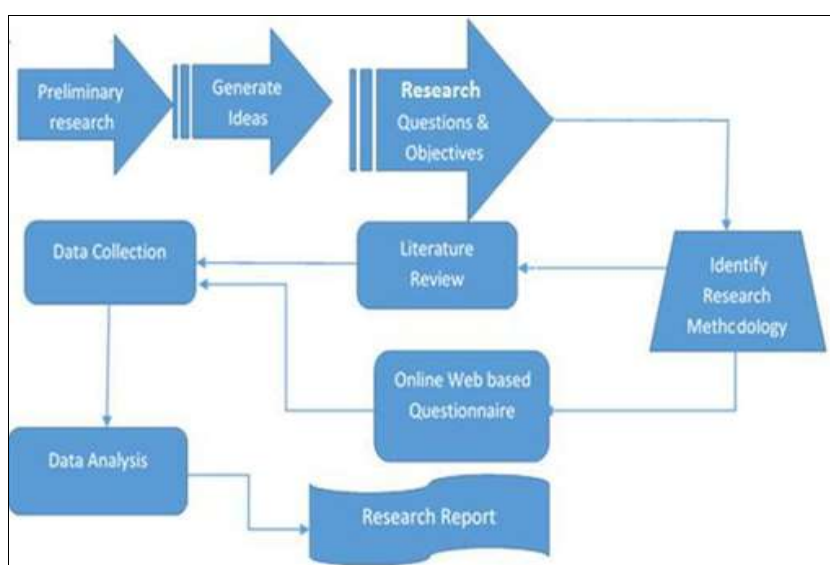 Preliminary
research
Generate
Ideas
Research
Questions &
Objectives
Data Collection
Literature
Review
Identify
Research
Methcdology
Online Web based
Questionnaire
Data Analysis
Research Report